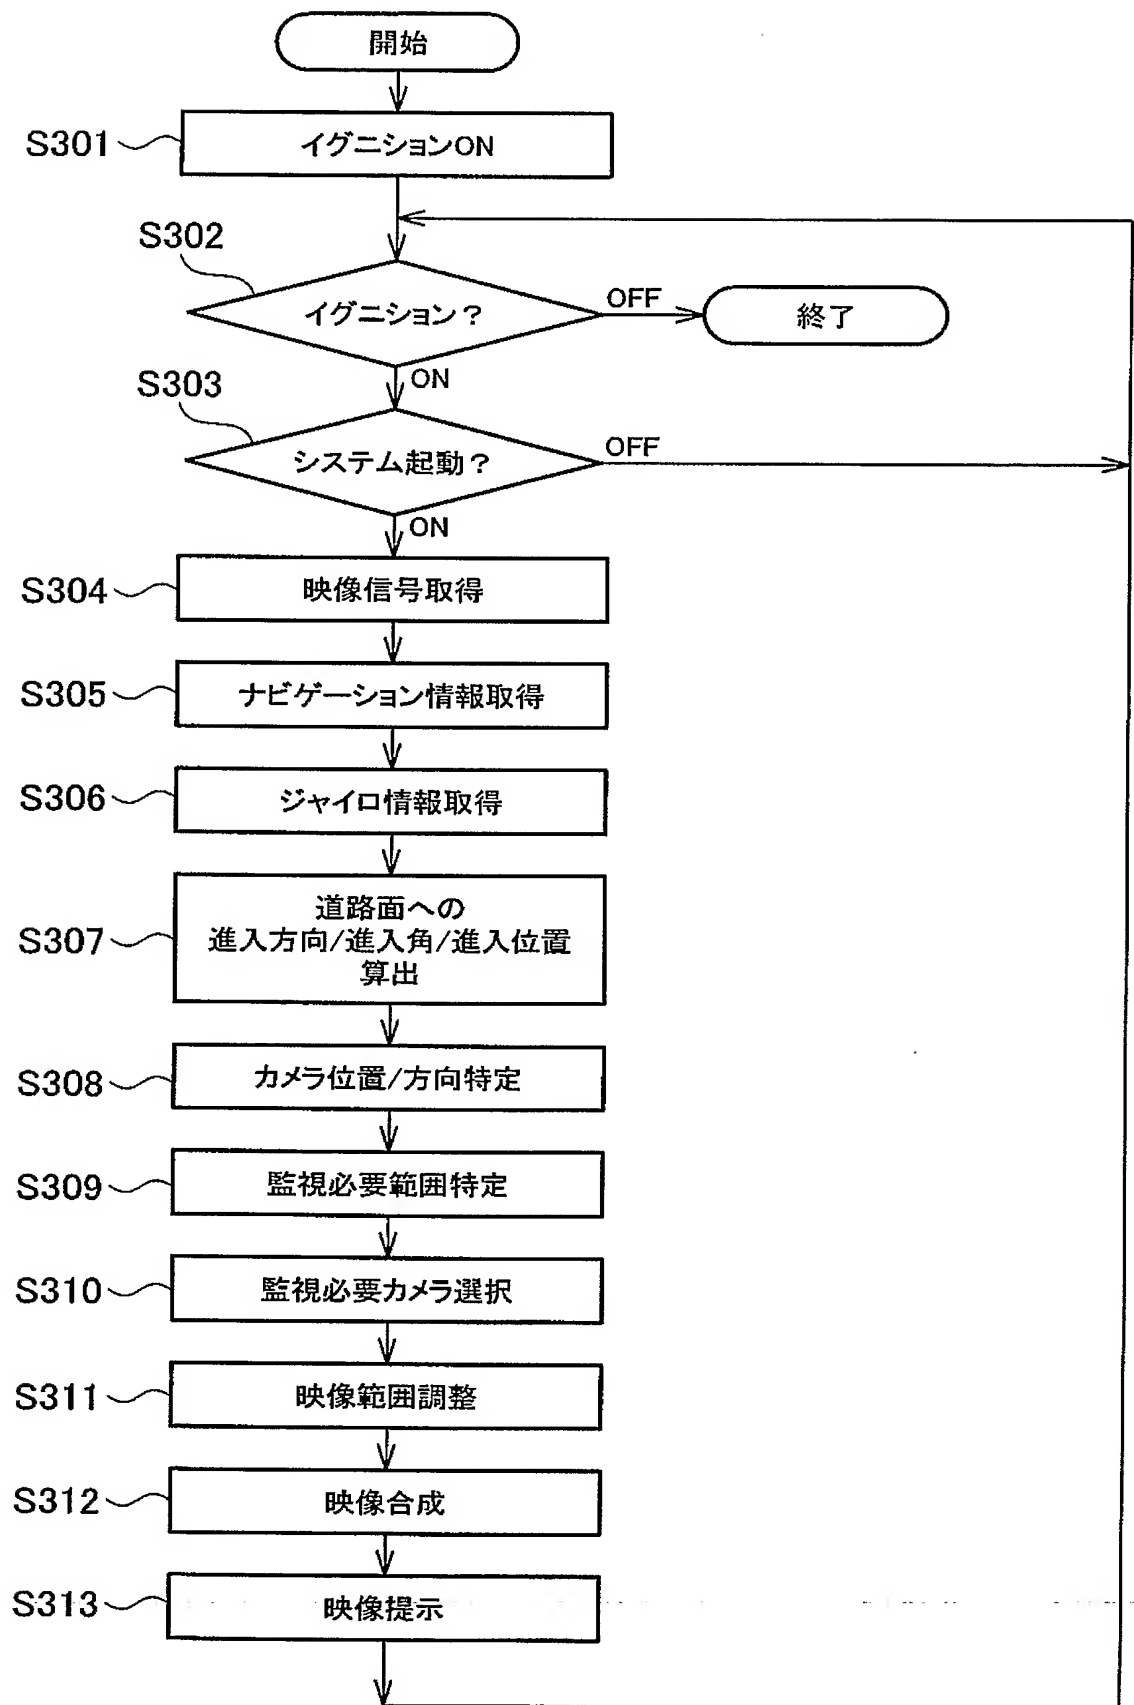 開始
S301
イグニションON
S302
イグニション?
OFF
終了
ON
S303
システム起動?
OFF
ON
S304
映像信号取得
S305
ナビゲーション情報取得
S306
ジャイロ情報取得
S307
道路面への
進入方向/進入角/進入位置
算出
S308
カメラ位置/方向特定
S309
監視必要範囲特定
S310
監視必要カメラ選択
S311
映像範囲調整
S312
映像合成
S313
映像提示